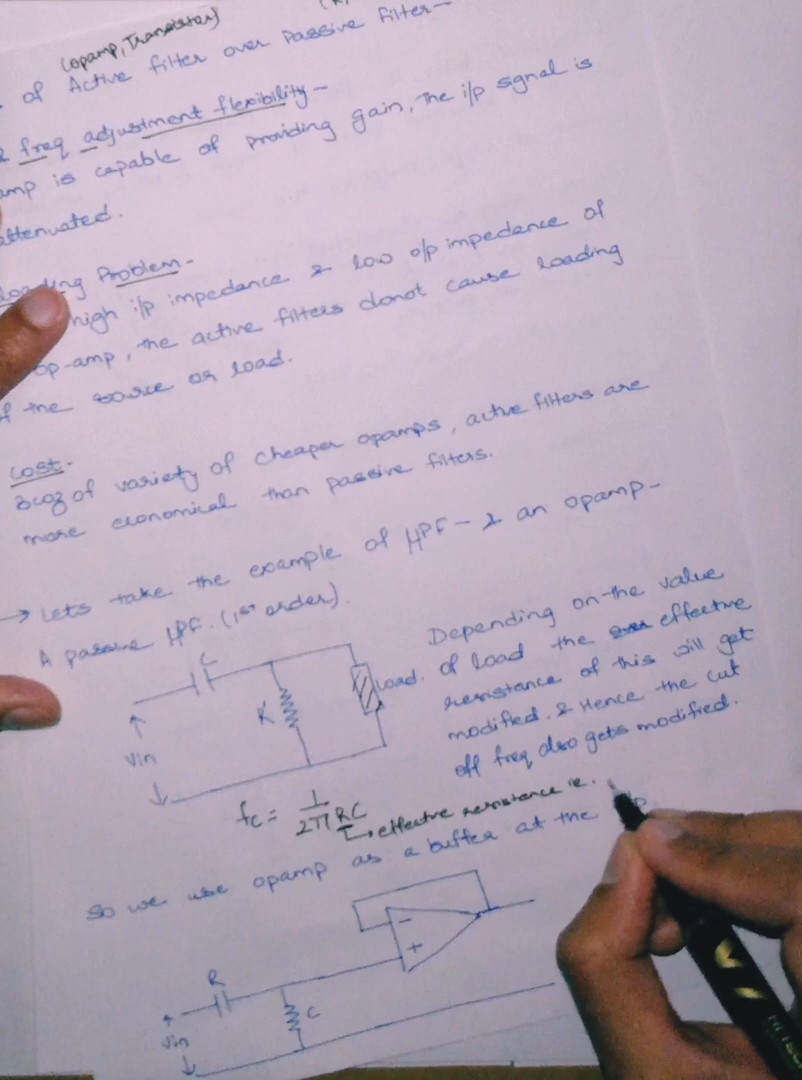 (opamp, Transistor)
of Active filter over Passive Filter-
& freq adjustment flexibility-
amp is capable of providing gain, The i/p signal is
attenuated.
loading Problem-
high i/p impedance & low o/p impedance of
op-amp, the active filters donot cause loading
of the source or load.
Cost-
Bcoz of variety of cheaper opamps, active filters are
more economical than passive filters.
→ Lets take the example of HPF- & an opamp-
A passive HPF. (1st order).
Depending on the value
of load the effective
resistance of this will get
modified. & Hence the cut
off freq also gets modified.
C
R
Load.
Vin
fc = 1/2πRC
→ effective resistance i.e.
So we use opamp as a buffer at the
-
+
R
C
Vin
HI-TEC